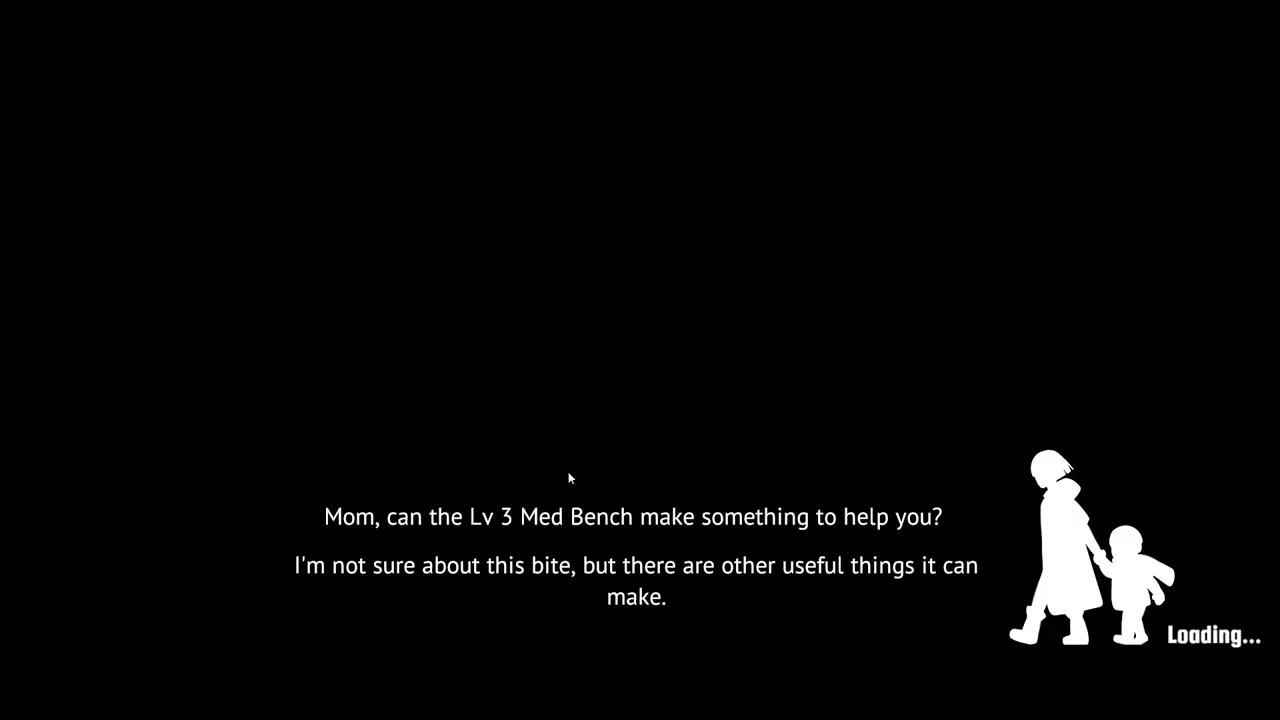 Mom, can the Lv 3 Med Bench make something to help you?
I'm not sure about this bite, but there are other useful things it can
make.
Loading...